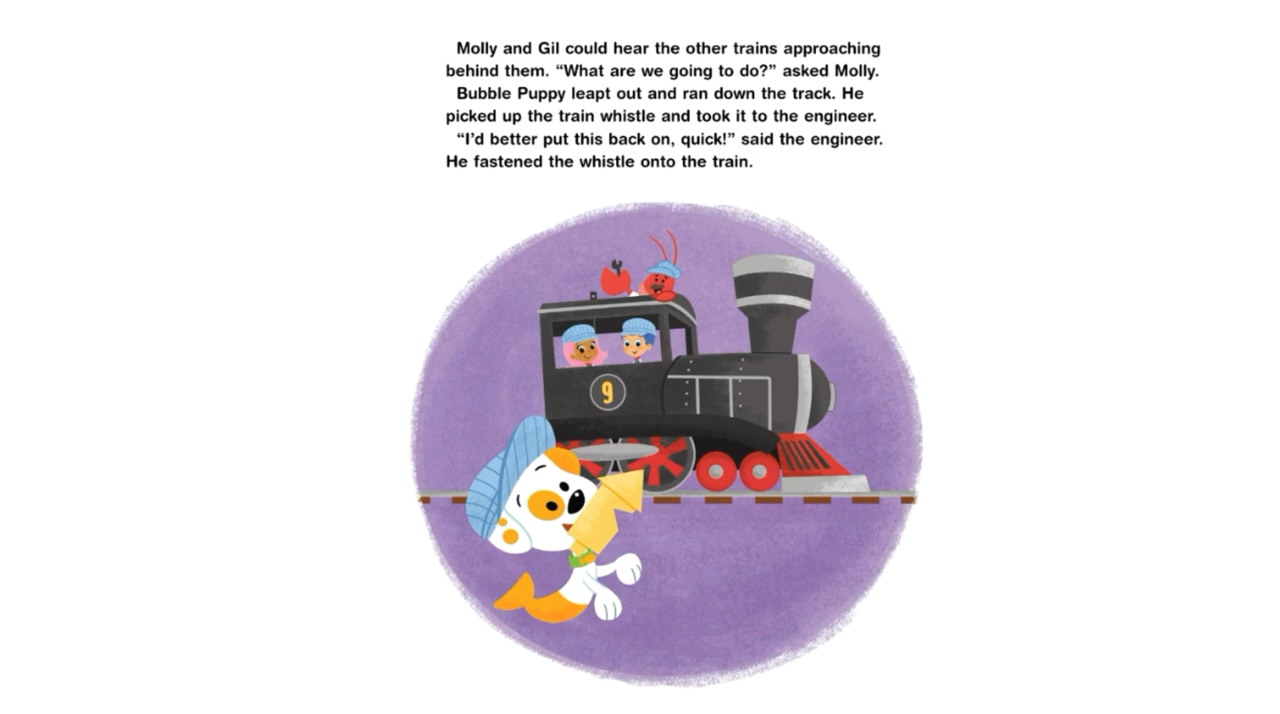 Molly and Gil could hear the other trains approaching
behind them. “What are we going to do?” asked Molly.
Bubble Puppy leapt out and ran down the track. He
picked up the train whistle and took it to the engineer.
“I’d better put this back on, quick!” said the engineer.
He fastened the whistle onto the train.
9